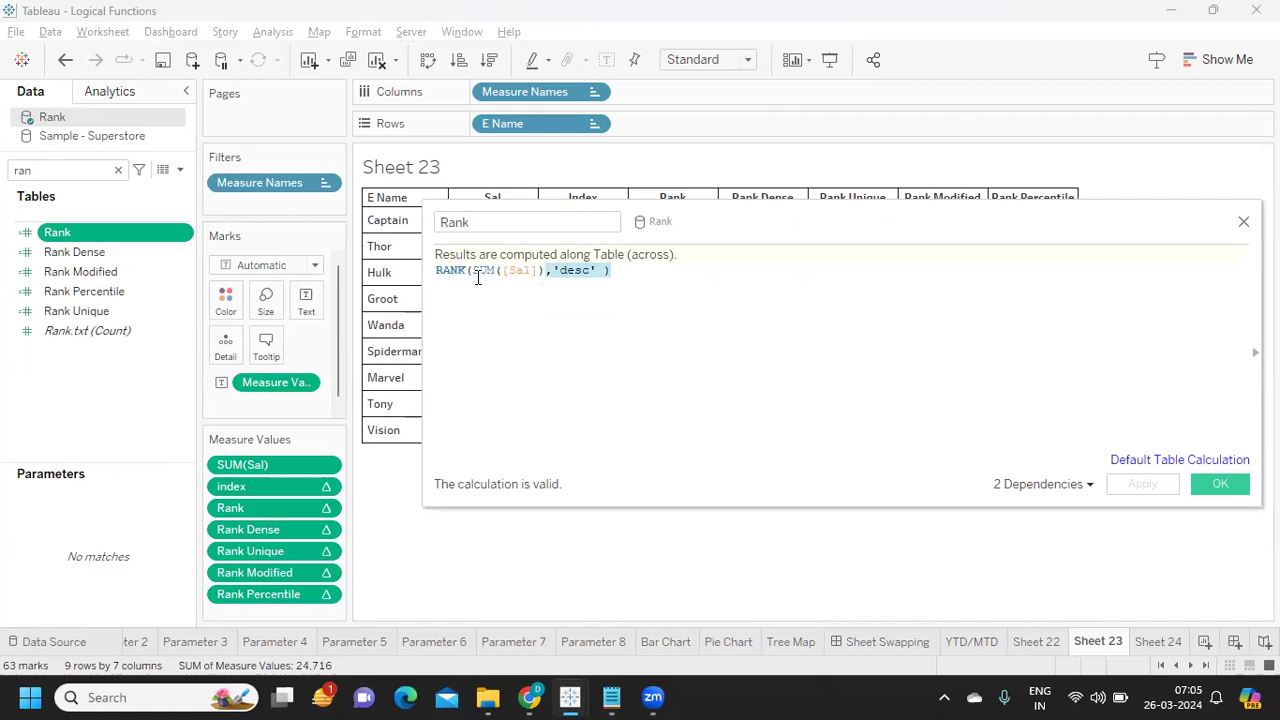 Tableau - Logical Functions
File Data Worksheet Dashboard Story Analysis Map Format Server Window Help
Standard
Show Me
Data Analytics
Rank
Sample - Superstore
ran
Tables
Rank
Rank Dense
Rank Modified
Rank Percentile
Rank Unique
Rank.txt (Count)
Parameters
No matches
Pages
Filters
Measure Names
Marks
Automatic
Color Size Text
Detail Tooltip
Measure Va..
Measure Values
SUM(Sal)
index
Rank
Rank Dense
Rank Unique
Rank Modified
Rank Percentile
Columns Measure Names
Rows E Name
Sheet 23
E Name Sal Index Rank Rank Dense Rank Unique Rank Modified Rank Percentile
Captain
Thor
Hulk
Groot
Wanda
Spiderman
Marvel
Tony
Vision
Rank Rank
Results are computed along Table (across).
RANK(SUM([Sal]),'desc' )
Default Table Calculation
The calculation is valid. 2 Dependencies Apply OK
Data Source ter 2 Parameter 3 Parameter 4 Parameter 5 Parameter 6 Parameter 7 Parameter 8 Bar Chart Pie Chart Tree Map Sheet Swapping YTD/MTD Sheet 22 Sheet 23 Sheet 24
63 marks 9 rows by 7 columns SUM of Measure Values: 24.716
Search
1
D
zm
ENG
IN
07:05
26-03-2024
PRE